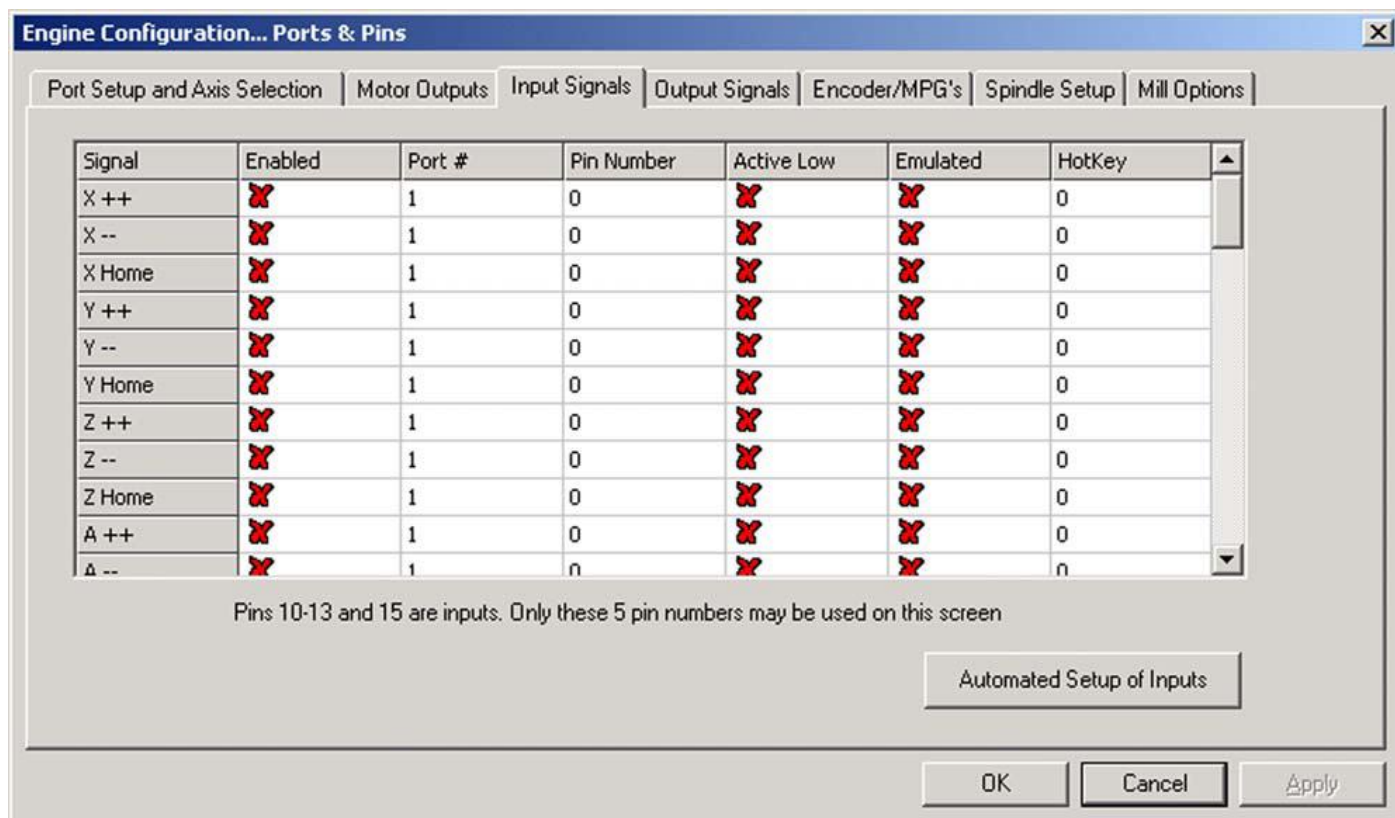 Engine Configuration... Ports & Pins
Port Setup and Axis Selection Motor Outputs Input Signals Output Signals Encoder/MPG's Spindle Setup Mill Options
Signal Enabled Port # Pin Number Active Low Emulated HotKey
X ++ 1 0 0
X -- 1 0 0
X Home 1 0 0
Y ++ 1 0 0
Y -- 1 0 0
Y Home 1 0 0
Z ++ 1 0 0
Z -- 1 0 0
Z Home 1 0 0
A ++ 1 0 0
A -- 1 0 0
Pins 10-13 and 15 are inputs. Only these 5 pin numbers may be used on this screen
Automated Setup of Inputs
OK Cancel Apply